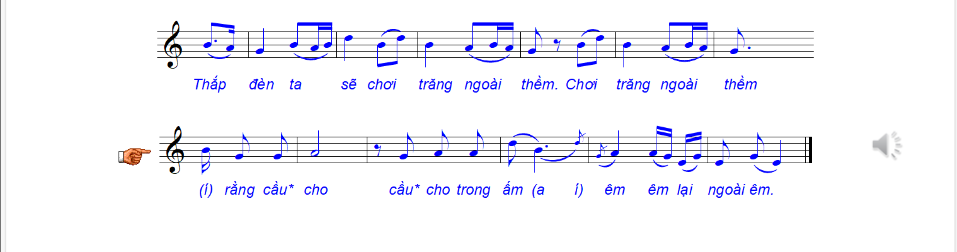 Thắp đèn ta sẽ chơi trăng ngoài thềm. Chơi trăng ngoài thềm
(í) rằng cầu* cho cầu* cho trong ấm (a í) êm êm lại ngoài êm.